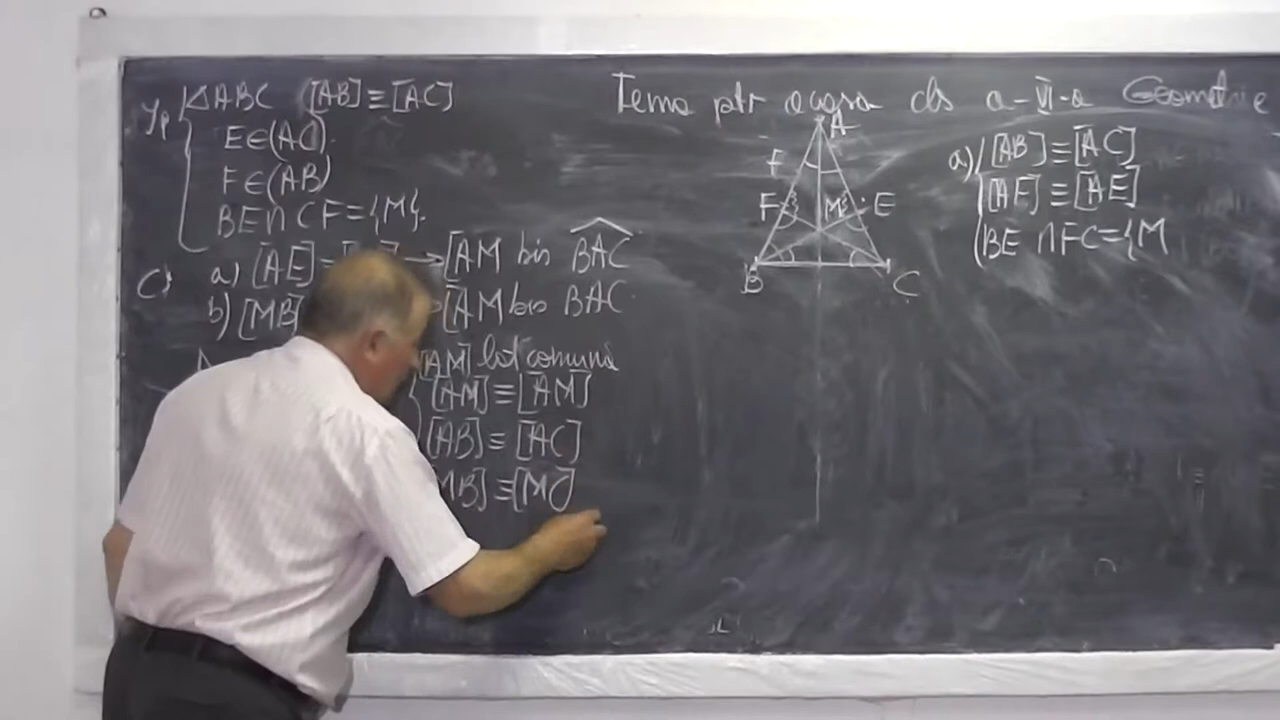 Tema ptr acasa cls a-VI-a Geometrie
Ip △ABC [AB]≡[AC]
E∈(AC).
F∈(AB)
BE∩CF={M}.
C) a) [AE]≡ → [AM bis BAC
b) [MB] [AM bis BAC.
[AM] lat comună
[AM]≡[AM]
[AB]≡[AC]
MB]≡[MC]
A
F
F M E
B C
a) [AB]≡[AC]
[AF]≡[AE]
BE∩FC={M